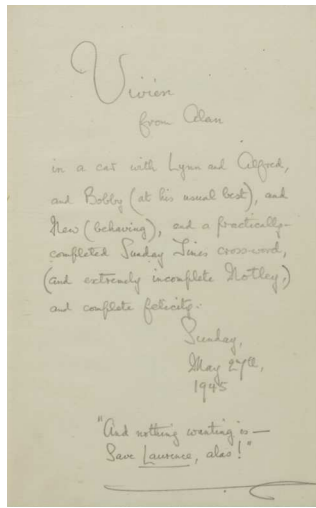 Vivien
from Alan
in a car with Lynn and Alfred,
and Bobby (at his usual best), and
New (behaving), and a practically-
completed Sunday Times cross-word,
(and extremely incomplete Notley,)
and complete felicity.
Sunday,
May 27th,
1945
"And nothing wanting is—
Save Laurence, alas!"